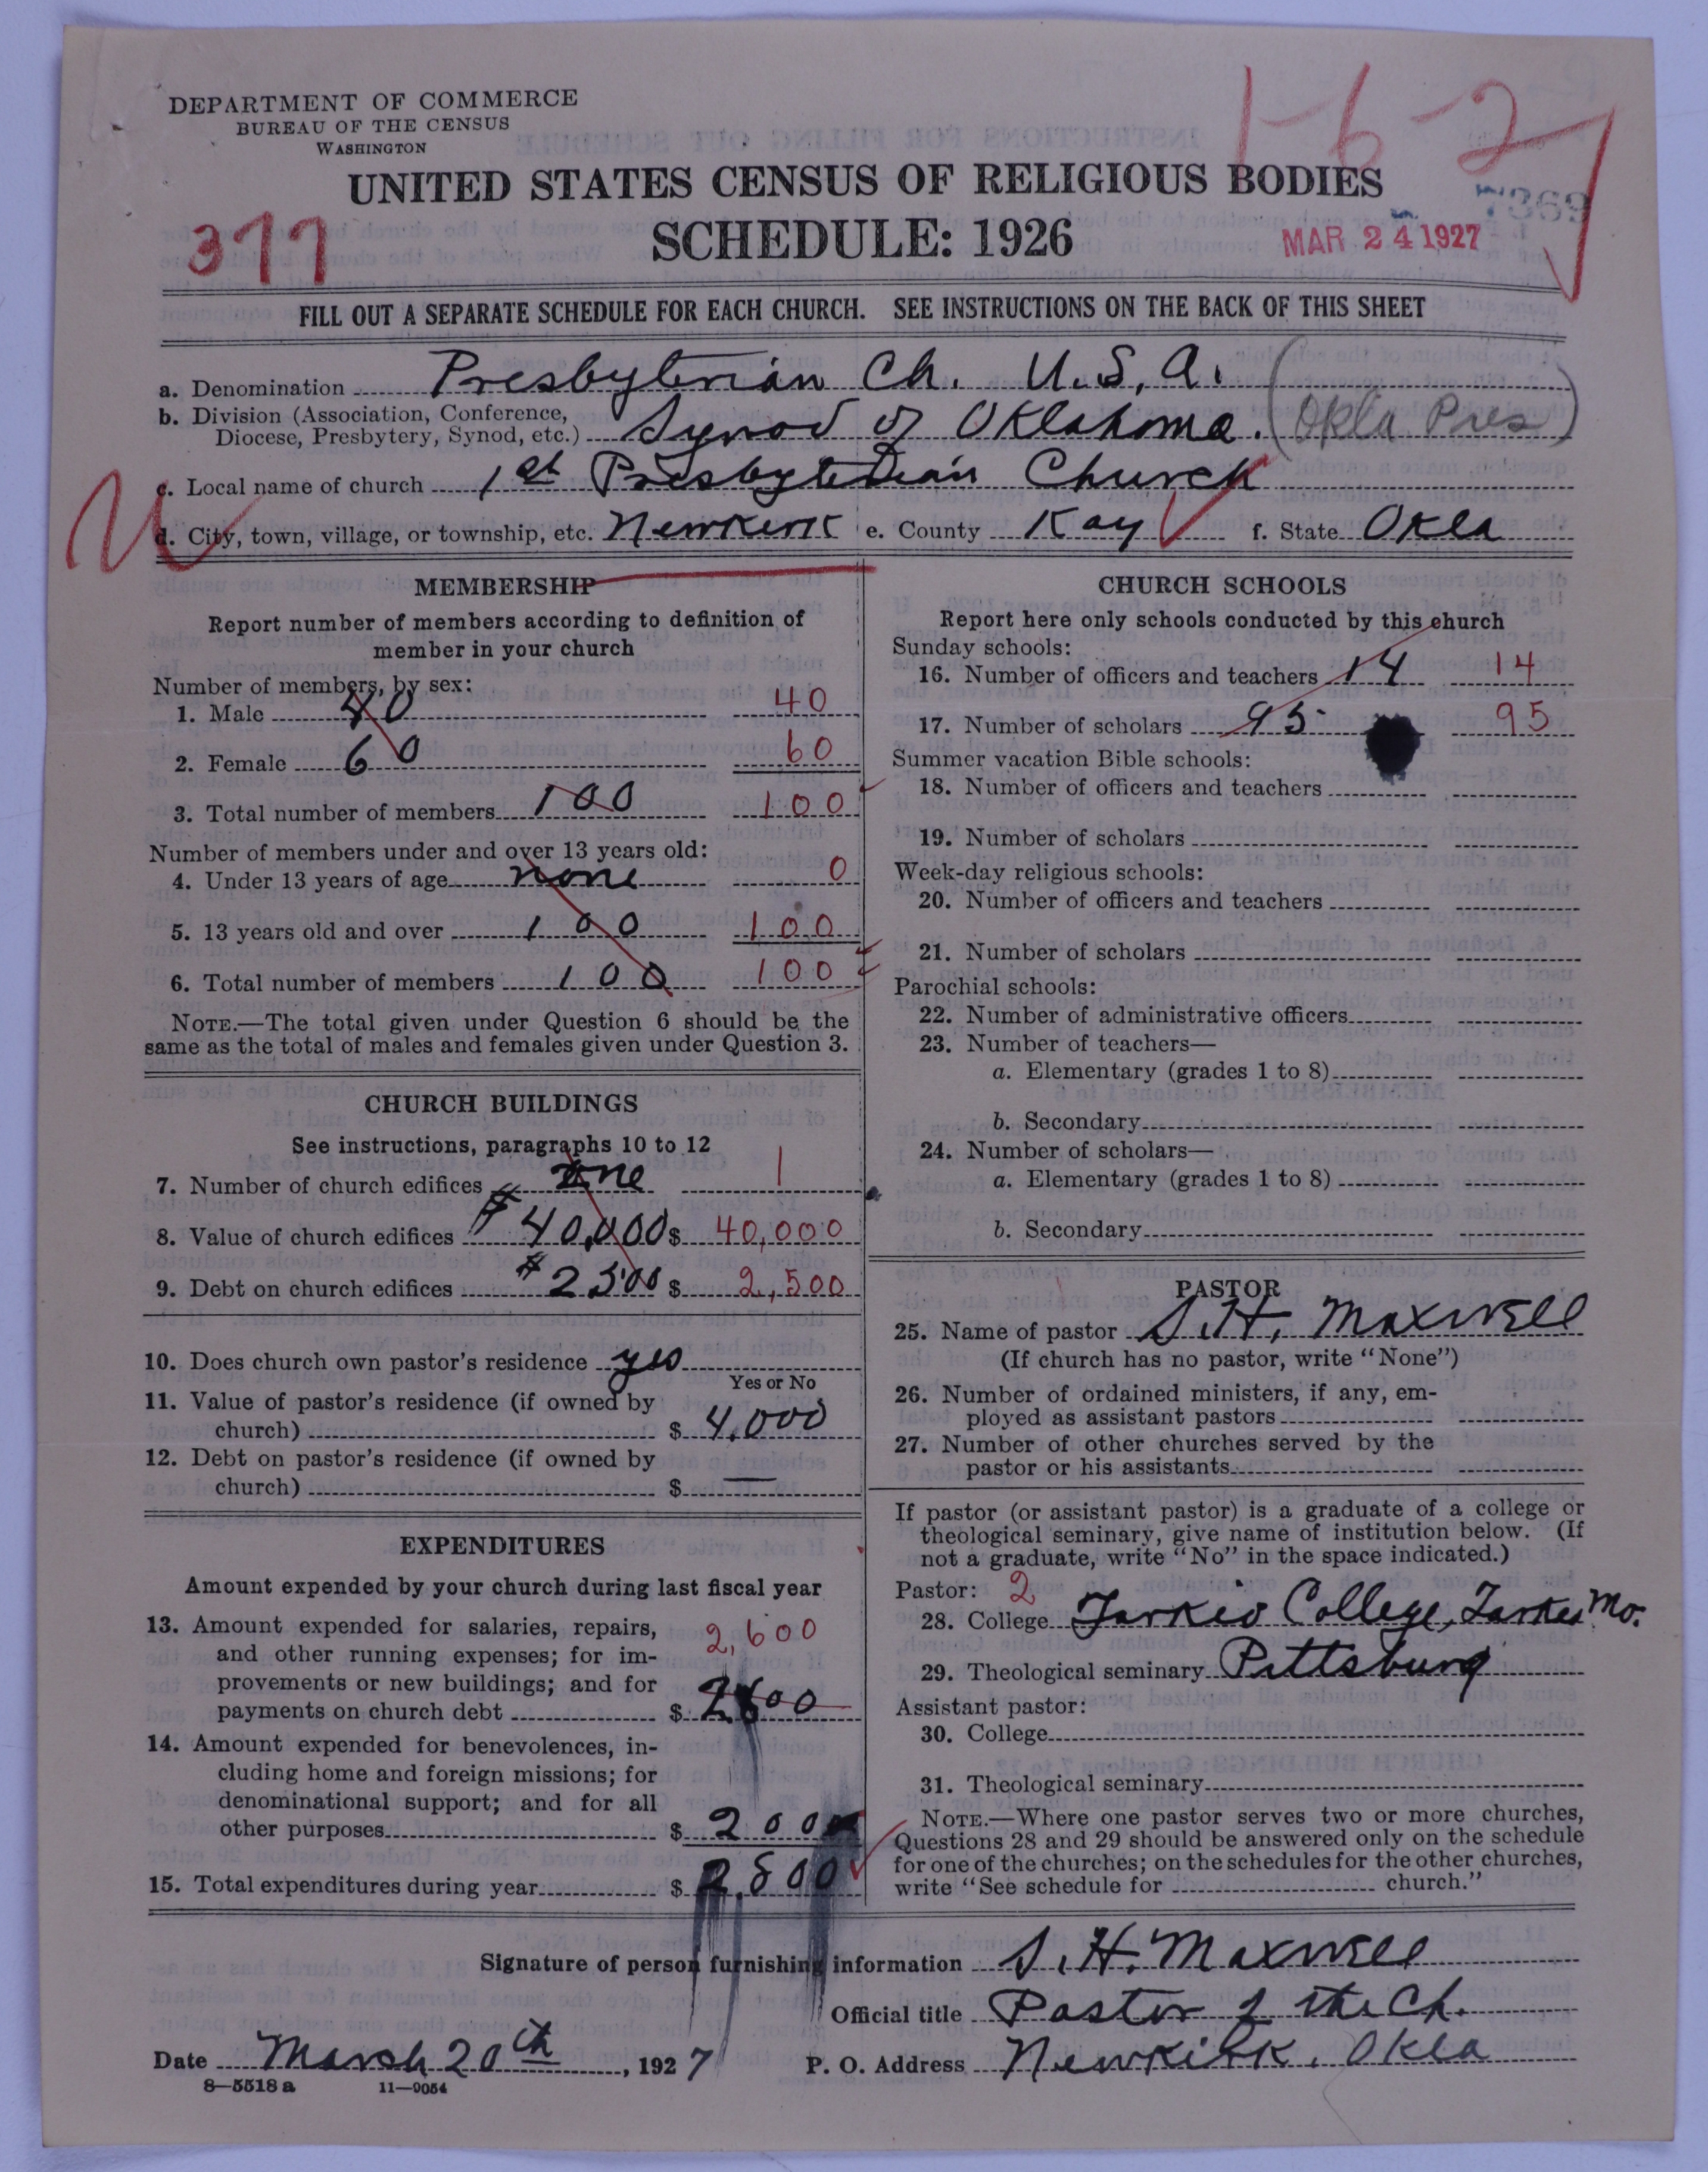 DEPARTMENT OF COMMERCE
BUREAU OF THE CENSUS
WASHINGTON
1-6-2
UNITED STATES CENSUS OF RELIGIOUS BODIES
SCHEDULE: 1926
377
7369
MAR 24 1927
FILL OUT A SEPARATE SCHEDULE FOR EACH CHURCH. SEE INSTRUCTIONS ON THE BACK OF THIS SHEET
a. Denomination Presbyterian Ch. U.S.A.
b. Division (Association, Conference, Diocese, Presbytery, Synod, etc.) Synod of Oklahoma. (Okla Pres)
c. Local name of church 1st Presbyterian Church
d. City, town, village, or township, etc. Newkirk e. County Kay f. State Okla
MEMBERSHIP
Report number of members according to definition of
member in your church
Number of members, by sex:
1. Male 40 40
2. Female 60 60
3. Total number of members 100 100
Number of members under and over 13 years old:
4. Under 13 years of age none 0
5. 13 years old and over 100 100
6. Total number of members 100 100
NOTE.—The total given under Question 6 should be the
same as the total of males and females given under Question 3.
CHURCH BUILDINGS
See instructions, paragraphs 10 to 12
7. Number of church edifices one 1
8. Value of church edifices $40,000 $ 40,000
9. Debt on church edifices $2500 $ 2,500
10. Does church own pastor's residence yes
Yes or No
11. Value of pastor's residence (if owned by
church) $ 4,000
12. Debt on pastor's residence (if owned by
church) $ —
EXPENDITURES
Amount expended by your church during last fiscal year
13. Amount expended for salaries, repairs, 2,600
and other running expenses; for im-
provements or new buildings; and for
payments on church debt $ 2600
14. Amount expended for benevolences, in-
cluding home and foreign missions; for
denominational support; and for all
other purposes $ 200
15. Total expenditures during year $ 2,800
CHURCH SCHOOLS
Report here only schools conducted by this church
Sunday schools:
16. Number of officers and teachers 14 14
17. Number of scholars 95 95
Summer vacation Bible schools:
18. Number of officers and teachers
19. Number of scholars
Week-day religious schools:
20. Number of officers and teachers
21. Number of scholars
Parochial schools:
22. Number of administrative officers
23. Number of teachers—
a. Elementary (grades 1 to 8)
b. Secondary
24. Number of scholars—
a. Elementary (grades 1 to 8)
b. Secondary
PASTOR
25. Name of pastor S.H. Maxwell
(If church has no pastor, write "None")
26. Number of ordained ministers, if any, em-
ployed as assistant pastors
27. Number of other churches served by the
pastor or his assistants
If pastor (or assistant pastor) is a graduate of a college or
theological seminary, give name of institution below. (If
not a graduate, write "No" in the space indicated.)
Pastor: 2
28. College Tarkio College, Tarkio Mo.
29. Theological seminary Pittsburg
Assistant pastor:
30. College
31. Theological seminary
NOTE.—Where one pastor serves two or more churches,
Questions 28 and 29 should be answered only on the schedule
for one of the churches; on the schedules for the other churches,
write "See schedule for church."
Signature of person furnishing information S.H. Maxwell
Official title Pastor of the Ch.
Date March 20th, 1927 P. O. Address Newkirk, Okla
8—5518 a 11—9054